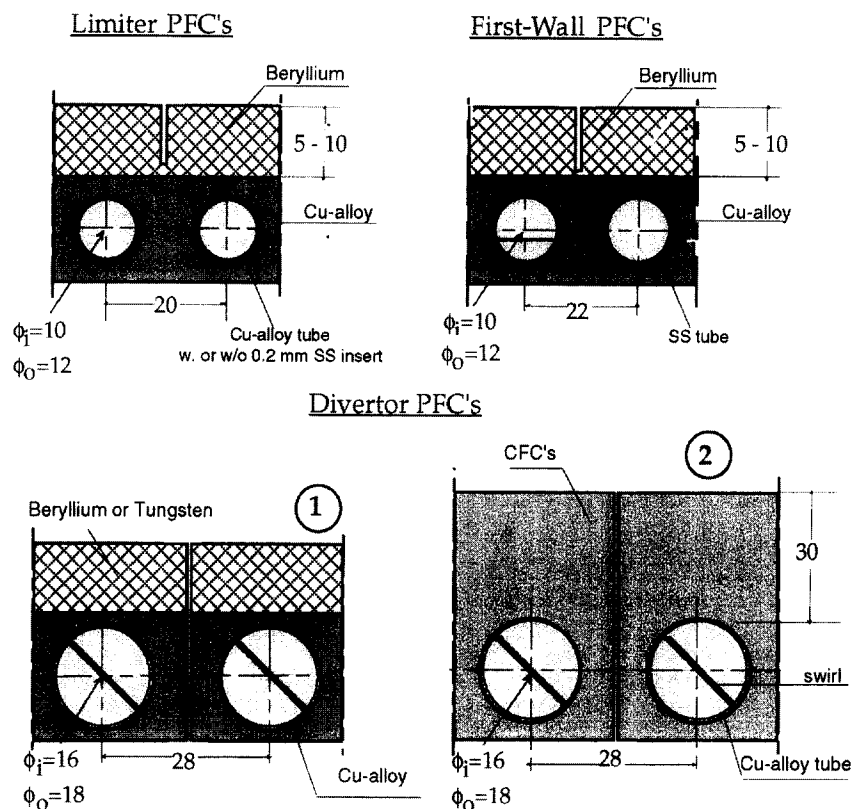 Limiter PFC's
First-Wall PFC's
Beryllium
5 - 10
Cu-alloy
20
ϕi=10
ϕo=12
Cu-alloy tube
w. or w/o 0.2 mm SS insert
Beryllium
5 - 10
Cu-alloy
22
ϕi=10
ϕo=12
SS tube
Divertor PFC's
1
Beryllium or Tungsten
28
ϕi=16
ϕo=18
Cu-alloy
2
CFC's
30
swirl
28
ϕi=16
ϕo=18
Cu-alloy tube